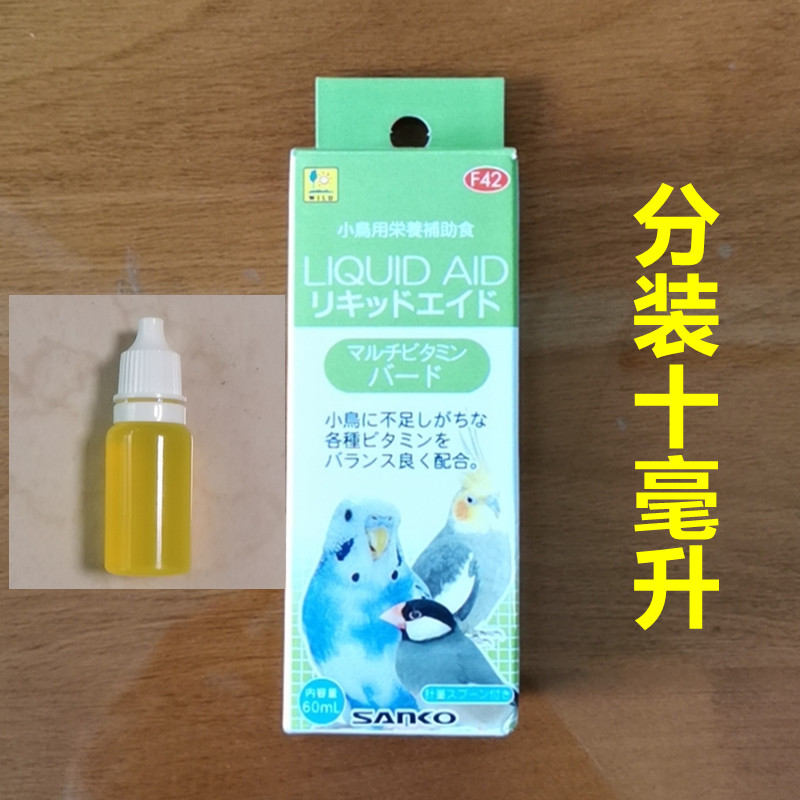 WILD
F42
小鳥用栄養補助食
LIQUID AID
リキッドエイド
マルチビタミン
バード
小鳥に不足しがちな
各種ビタミンを
バランス良く配合。
内容量
60mL
計量スプーン付き
SANKO
分装十毫升